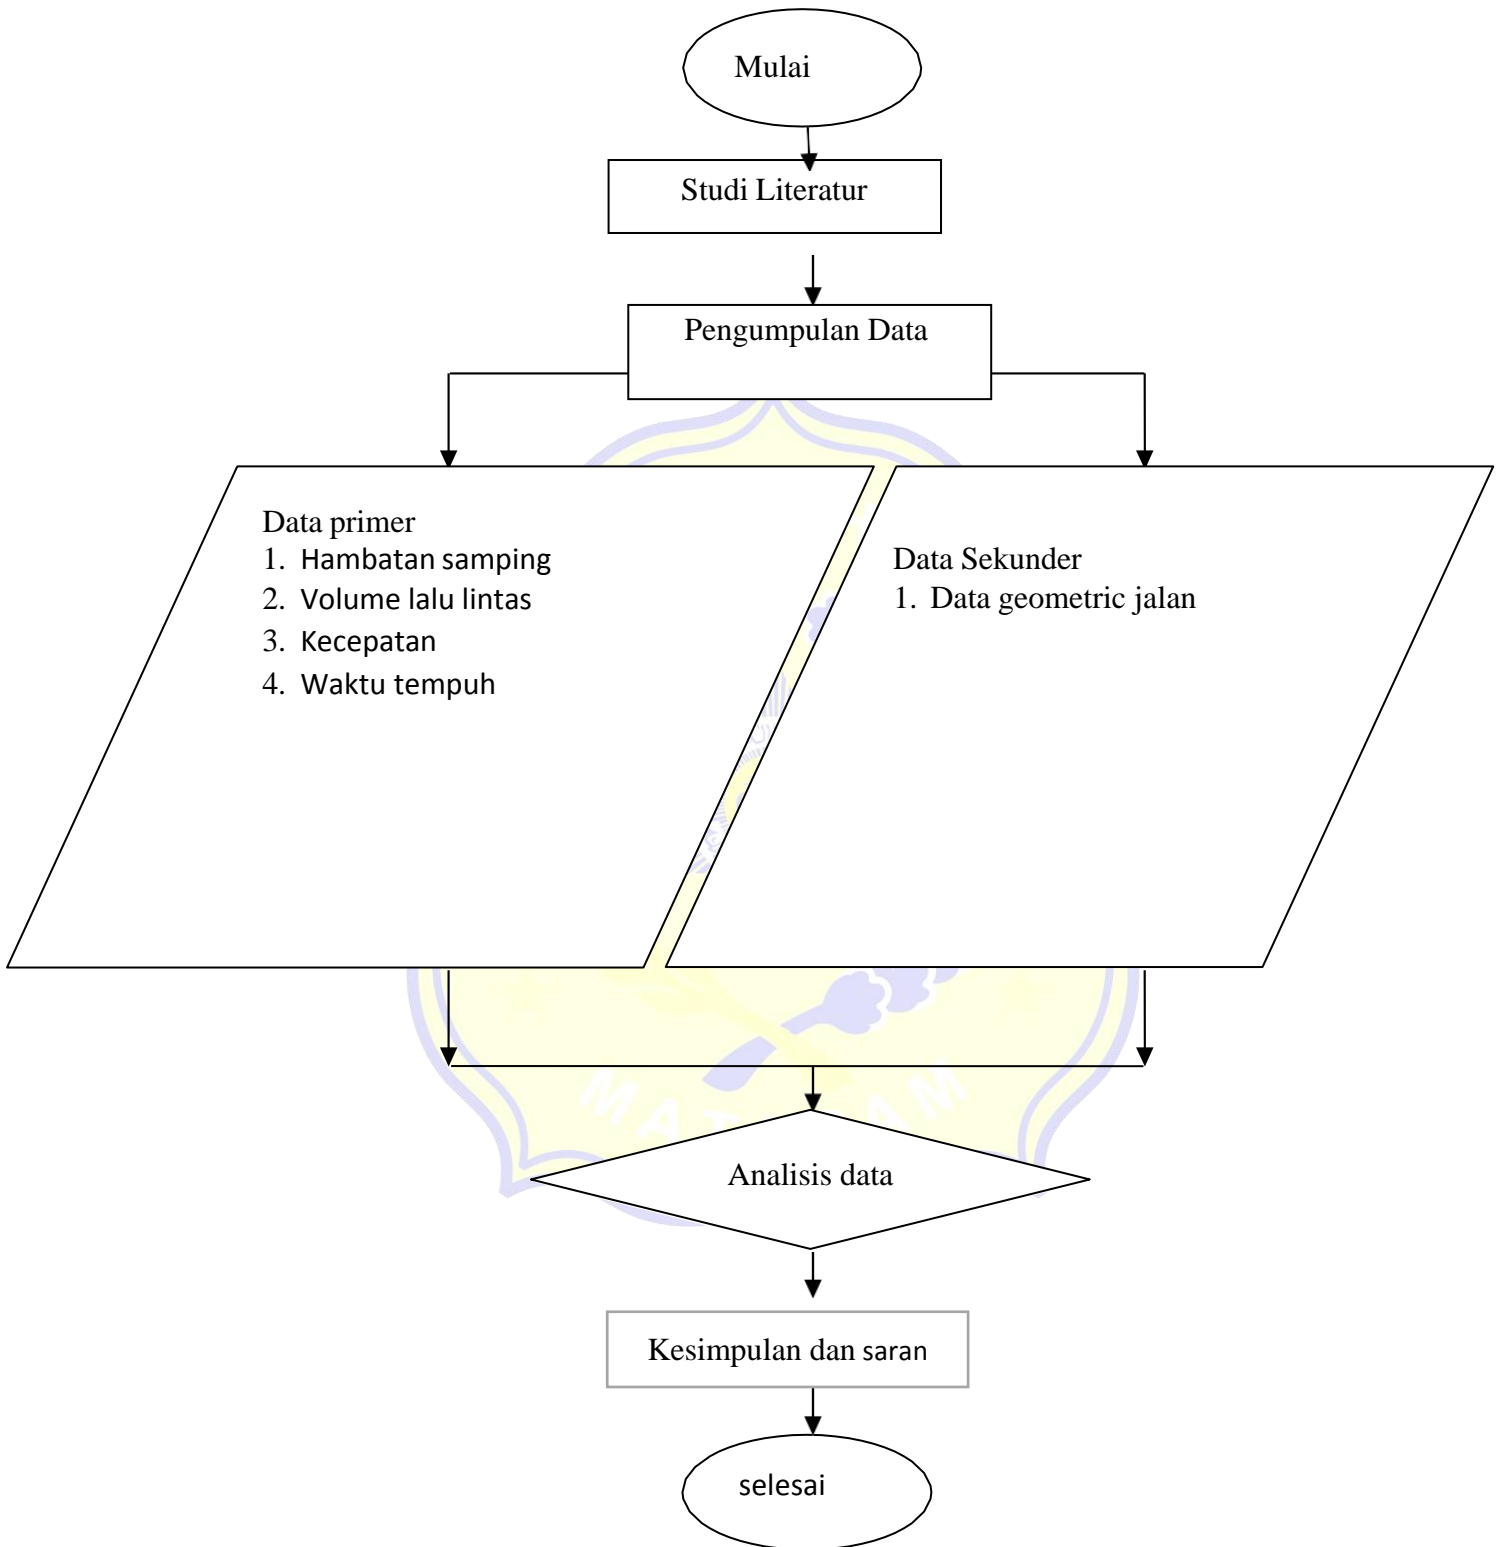 Mulai
Studi Literatur
Pengumpulan Data
Data primer
1. Hambatan samping
2. Volume lalu lintas
3. Kecepatan
4. Waktu tempuh
Data Sekunder
1. Data geometric jalan
Analisis data
Kesimpulan dan saran
selesai